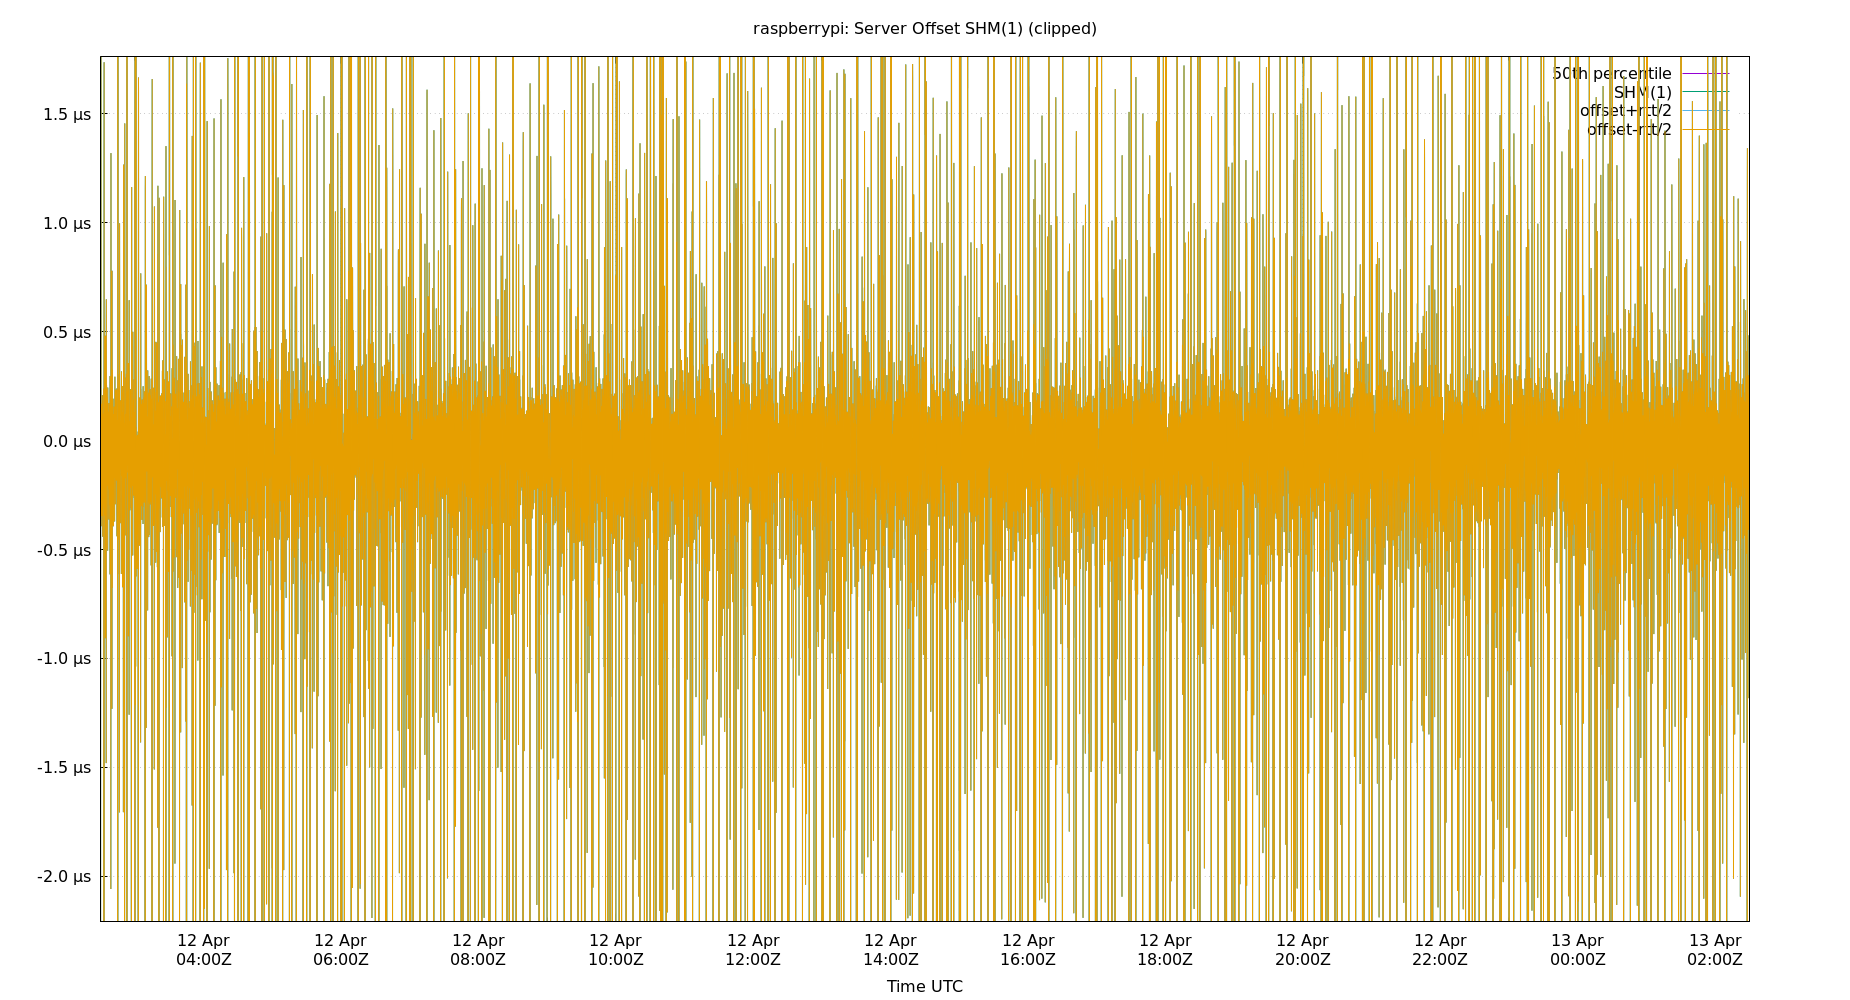 raspberrypi: Server Offset SHM(1) (clipped)
50th percentile
SHM(1)
offset+rtt/2
offset-rtt/2
1.5 µs
1.0 µs
0.5 µs
0.0 µs
-0.5 µs
-1.0 µs
-1.5 µs
-2.0 µs
12 Apr 12 Apr 12 Apr 12 Apr 12 Apr 12 Apr 12 Apr 12 Apr 12 Apr 12 Apr 13 Apr 13 Apr
04:00Z 06:00Z 08:00Z 10:00Z 12:00Z 14:00Z 16:00Z 18:00Z 20:00Z 22:00Z 00:00Z 02:00Z
Time UTC